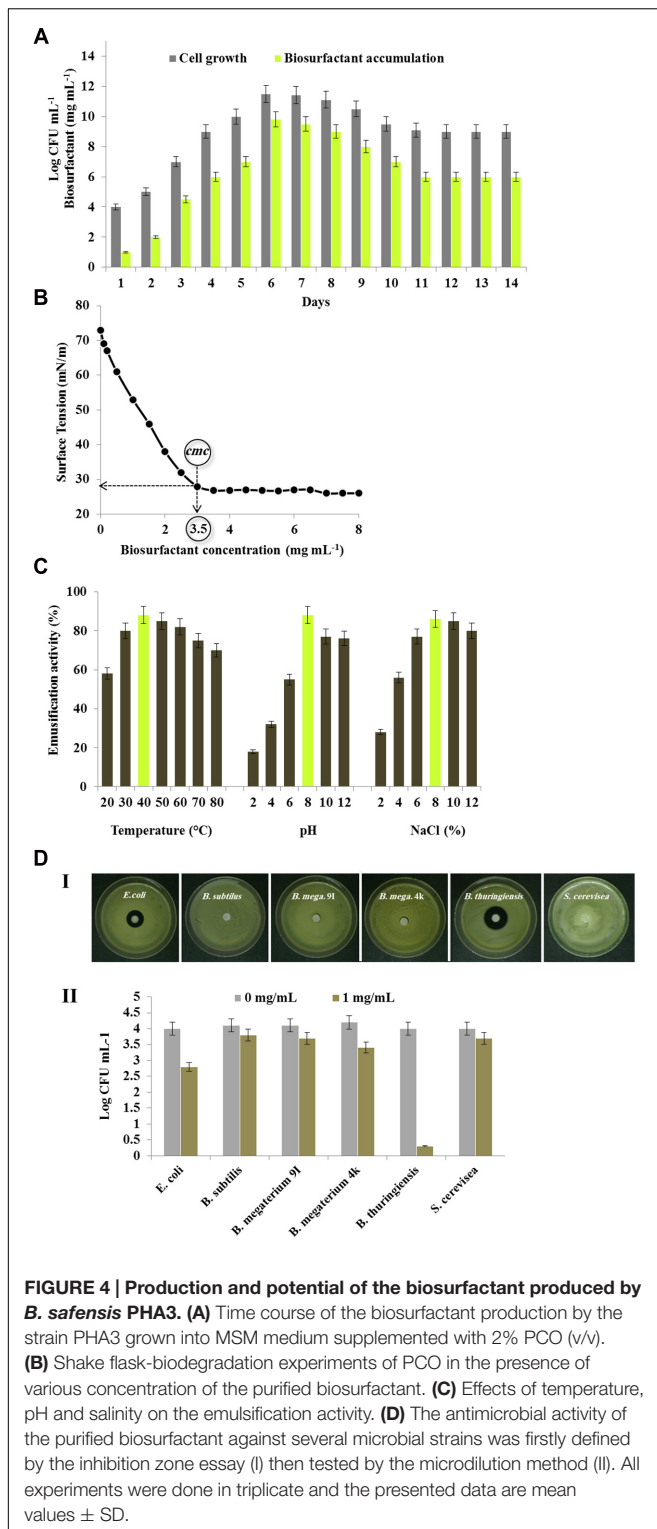 A
Cell growth
Biosurfactant accumulation
Log CFU mL-1
Biosurfactant (mg mL-1)
14
12
10
8
6
4
2
0
1 2 3 4 5 6 7 8 9 10 11 12 13 14
Days
B
Surface Tension (mN/m)
80
70
60
50
40
30
20
cmc
3.5
0 2 4 6 8
Biosurfactant concentration (mg mL-1)
C
Emusification activity (%)
100
80
60
40
20
0
20 30 40 50 60 70 80 2 4 6 8 10 12 2 4 6 8 10 12
Temperature (°C) pH NaCl (%)
D
I
E.coli
B. subtilus
B. mega. 9I
B. mega. 4k
B. thuringiensis
S. cerevisea
II
0 mg/mL
1 mg/mL
Log CFU mL-1
5
4.5
4
3.5
3
2.5
2
1.5
1
0.5
0
E. coli
B. subtilis
B. megaterium 9I
B. megaterium 4k
B. thuringiensis
S. cerevisea
FIGURE 4 | Production and potential of the biosurfactant produced by
B. safensis PHA3. (A) Time course of the biosurfactant production by the
strain PHA3 grown into MSM medium supplemented with 2% PCO (v/v).
(B) Shake flask-biodegradation experiments of PCO in the presence of
various concentration of the purified biosurfactant. (C) Effects of temperature,
pH and salinity on the emulsification activity. (D) The antimicrobial activity of
the purified biosurfactant against several microbial strains was firstly defined
by the inhibition zone essay (I) then tested by the microdilution method (II). All
experiments were done in triplicate and the presented data are mean
values ± SD.